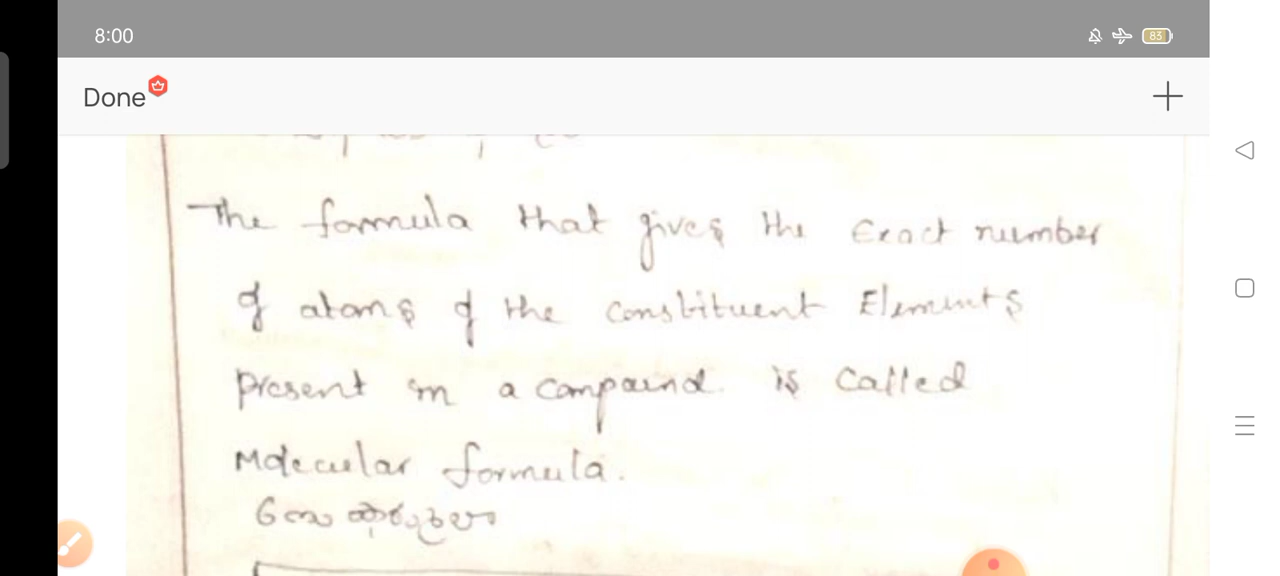 8:00
83
Done
The formula that gives the Exact number
of atoms of the constituent Elements
present in a compound is called
Molecular formula.